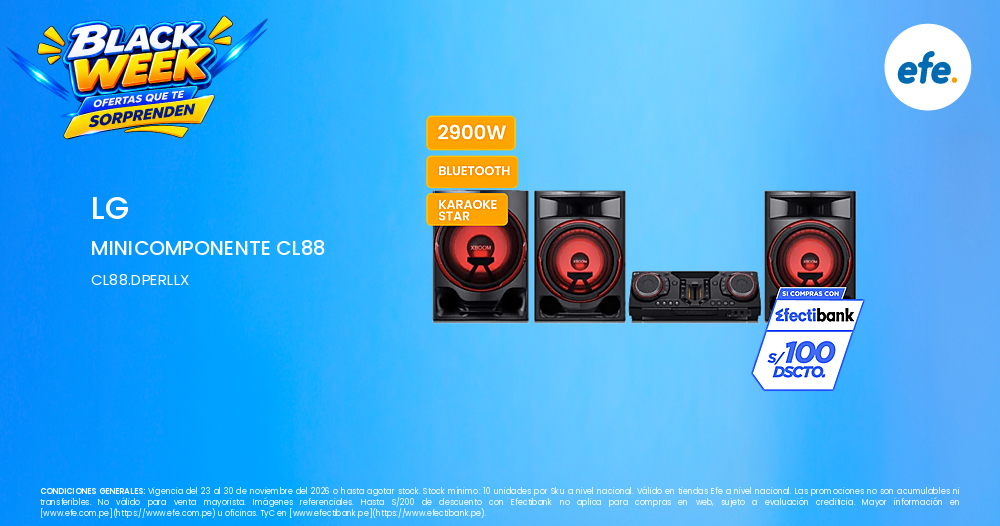 BLACK
WEEK
OFERTAS QUE TE
SORPRENDEN
efe.
2900W
BLUETOOTH
KARAOKE
STAR
XBOOM
XBOOM
XBOOM
LG
MINICOMPONENTE CL88
CL88.DPERLLX
SI COMPRAS CON
Efectibank
S/100
DSCTO.
CONDICIONES GENERALES: Vigencia del 23 al 30 de noviembre del 2026 o hasta agotar stock. Stock mínimo: 10 unidades por Sku a nivel nacional. Válido en tiendas Efe a nivel nacional. Las promociones no son acumulables ni
transferibles. No válido para venta mayorista. Imágenes referenciales. Hasta S/200 de descuento con Efectibank no aplica para compras en web, sujeto a evaluación crediticia. Mayor información en
[www.efe.com.pe](https://www.efe.com.pe) u oficinas. TyC en [www.efectibank.pe](https://www.efectibank.pe).